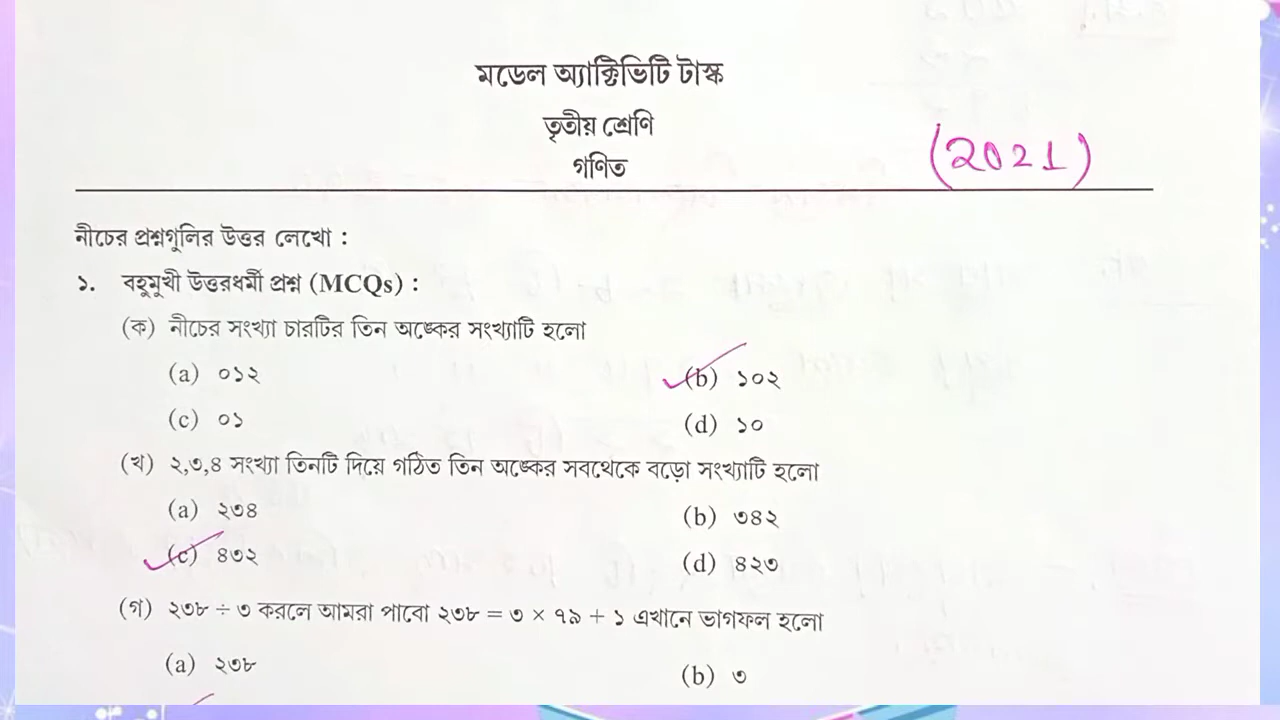 মডেল অ্যাক্টিভিটি টাস্ক
তৃতীয় শ্রেণি
গণিত
(2021)
নীচের প্রশ্নগুলির উত্তর লেখো :
১. বহুমুখী উত্তরধর্মী প্রশ্ন (MCQs) :
(ক) নীচের সংখ্যা চারটির তিন অঙ্কের সংখ্যাটি হলো
(a) ০১২ (b) ১০২
(c) ০১ (d) ১০
(খ) ২,৩,৪ সংখ্যা তিনটি দিয়ে গঠিত তিন অঙ্কের সবথেকে বড়ো সংখ্যাটি হলো
(a) ২৩৪ (b) ৩৪২
(c) ৪৩২ (d) ৪২৩
(গ) ২৩৮ ÷ ৩ করলে আমরা পাবো ২৩৮ = ৩ × ৭৯ + ১ এখানে ভাগফল হলো
(a) ২৩৮ (b) ৩